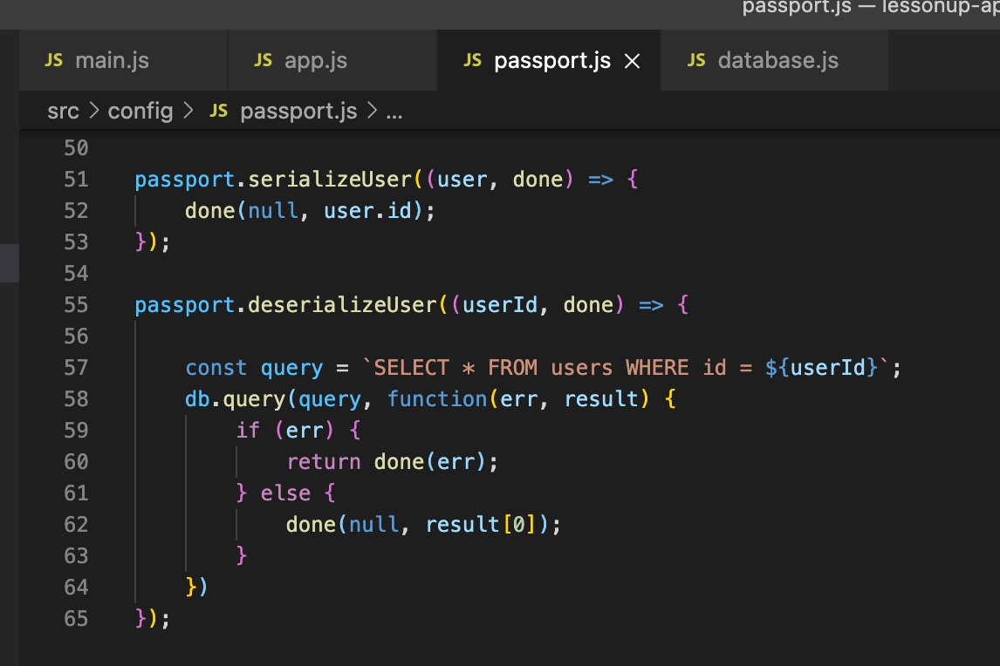 passport.js — lessonup-ap
JS main.js JS app.js JS passport.js × JS database.js
src > config > JS passport.js > ...
50
51 passport.serializeUser((user, done) => {
52     done(null, user.id);
53 });
54
55 passport.deserializeUser((userId, done) => {
56
57     const query = `SELECT * FROM users WHERE id = ${userId}`;
58     db.query(query, function(err, result) {
59         if (err) {
60             return done(err);
61         } else {
62             done(null, result[0]);
63         }
64     })
65 });